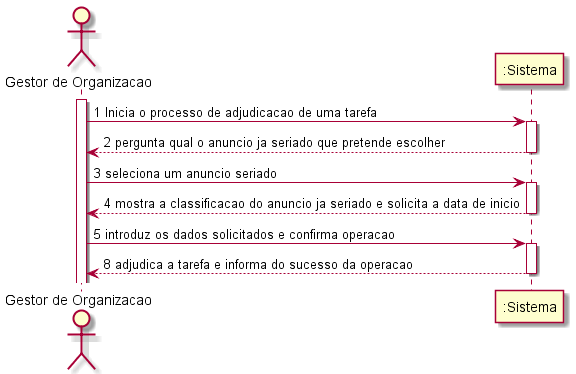 Gestor de Organizacao
:Sistema
1 Inicia o processo de adjudicacao de uma tarefa
2 pergunta qual o anuncio ja seriado que pretende escolher
3 seleciona um anuncio seriado
4 mostra a classificacao do anuncio ja seriado e solicita a data de inicio
5 introduz os dados solicitados e confirma operacao
8 adjudica a tarefa e informa do sucesso da operacao
Gestor de Organizacao
:Sistema